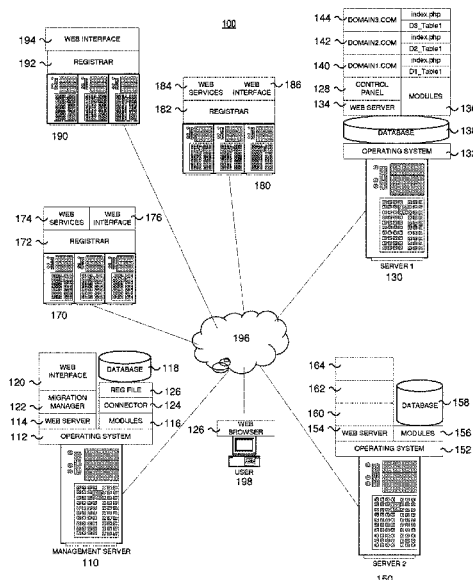 100
194
WEB INTERFACE
192
REGISTRAR
190
184
WEB SERVICES
WEB INTERFACE
186
182
REGISTRAR
180
144
DOMAIN3.COM
index.php
D3_Table1
142
DOMAIN2.COM
index.php
D2_Table1
140
DOMAIN1.COM
index.php
D1_Table1
128
CONTROL PANEL
134
WEB SERVER
MODULES
136
DATABASE
138
OPERATING SYSTEM
132
SERVER 1
130
174
WEB SERVICES
WEB INTERFACE
176
172
REGISTRAR
170
196
120
WEB INTERFACE
DATABASE
118
REG FILE
126
122
MIGRATION MANAGER
CONNECTOR
124
114
WEB SERVER
MODULES
116
112
OPERATING SYSTEM
MANAGEMENT SERVER
110
126
WEB BROWSER
USER
198
164
162
160
DATABASE
158
154
WEB SERVER
MODULES
156
OPERATING SYSTEM
152
SERVER 2
150